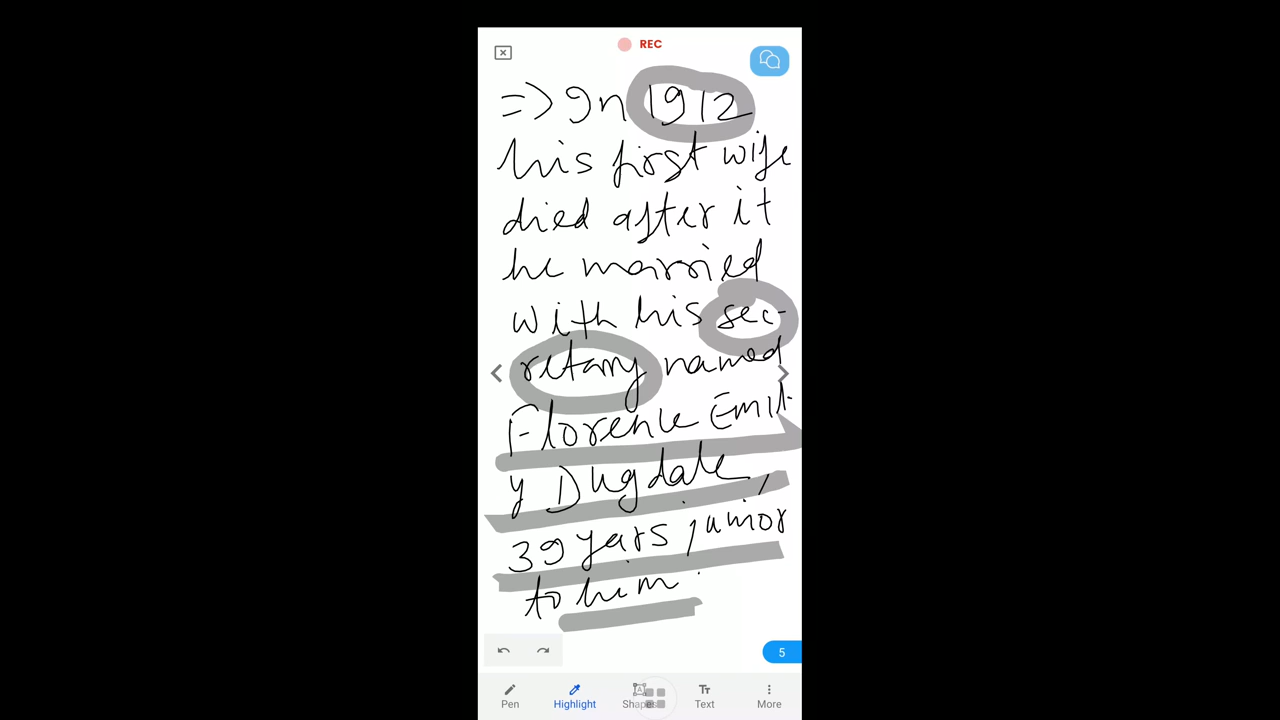 REC
=> In 1912
his first wife
died after it
he married
with his sec-
retary named
Florence Emil-
y Dugdale,
39 years junior
to him.
5
Pen Highlight Shapes Text More